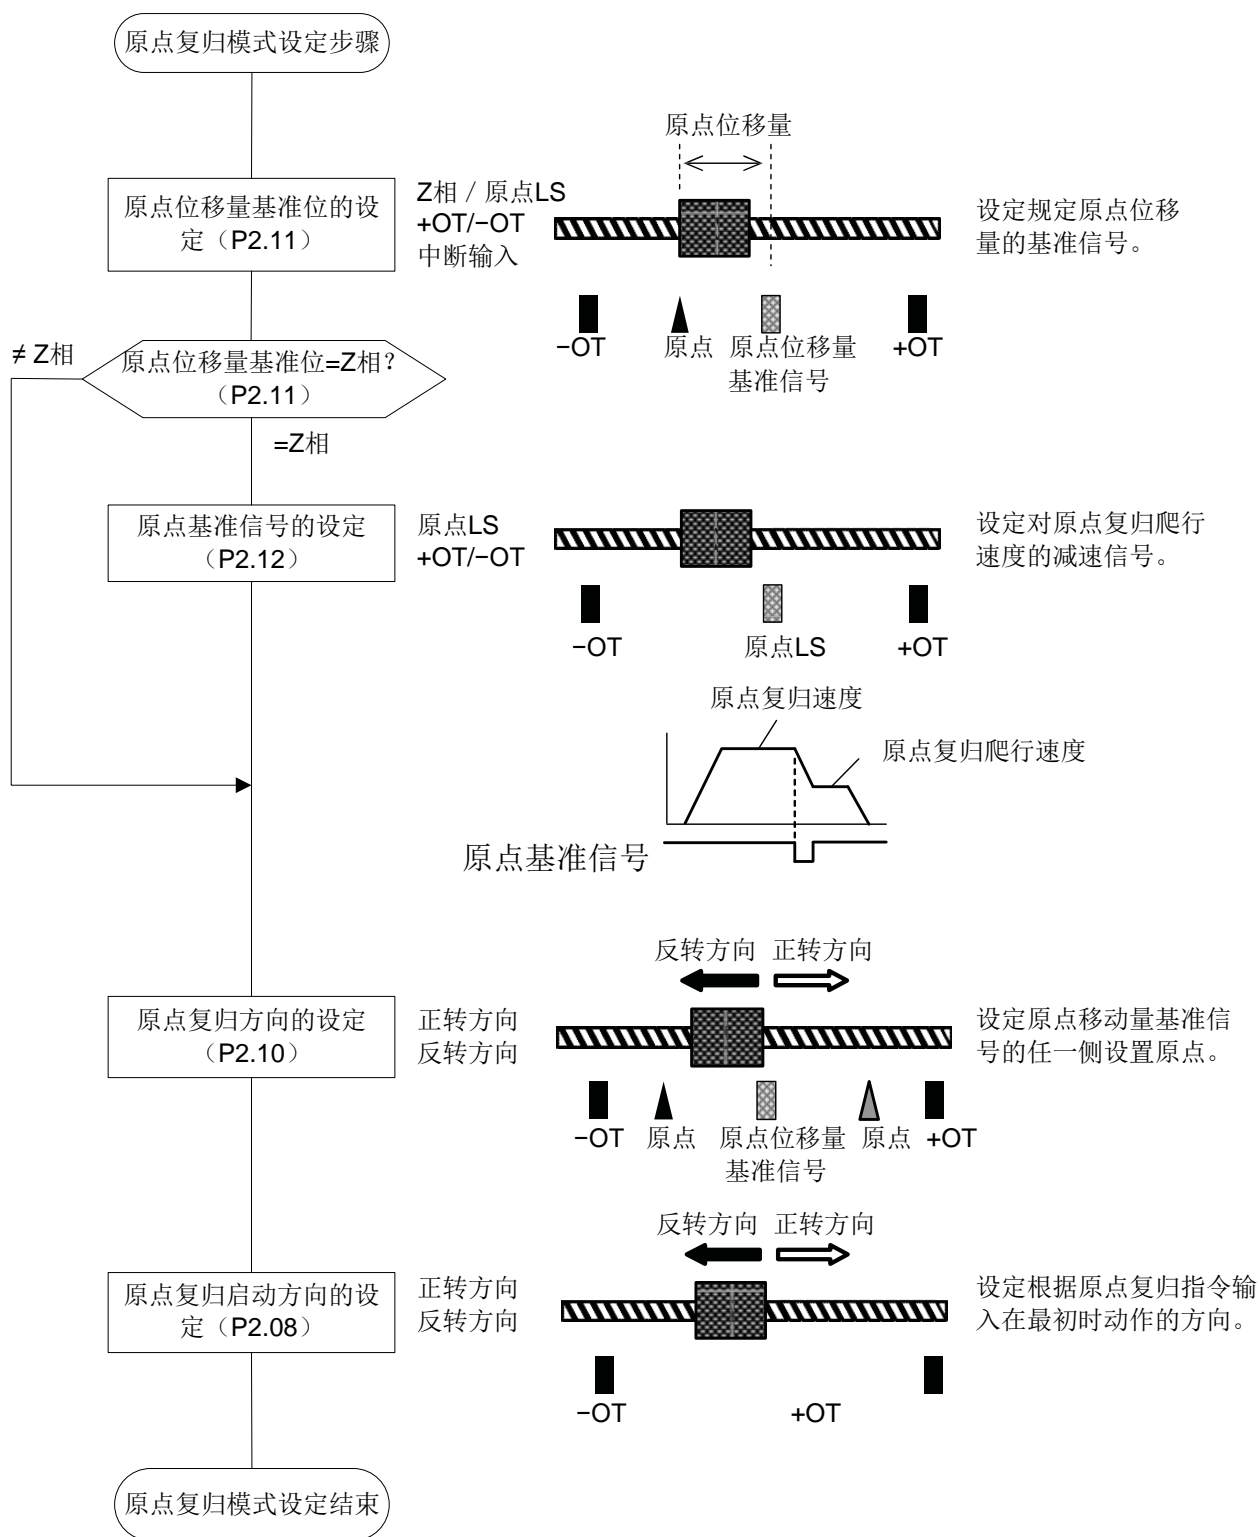 原点复归模式设定步骤
原点位移量
原点位移量基准位的设
定（P2.11）
Z相 / 原点LS
+OT/−OT
中断输入
设定规定原点位移
量的基准信号。
−OT
原点
原点位移量
基准信号
+OT
≠ Z相
原点位移量基准位=Z相？
（P2.11）
=Z相
原点基准信号的设定
（P2.12）
原点LS
+OT/−OT
设定对原点复归爬行
速度的减速信号。
−OT
原点LS
+OT
原点复归速度
原点复归爬行速度
原点基准信号
反转方向
正转方向
原点复归方向的设定
（P2.10）
正转方向
反转方向
设定原点移动量基准信
号的任一侧设置原点。
−OT
原点
原点位移量
基准信号
原点
+OT
反转方向
正转方向
原点复归启动方向的设
定（P2.08）
正转方向
反转方向
设定根据原点复归指令输
入在最初时动作的方向。
−OT
+OT
原点复归模式设定结束